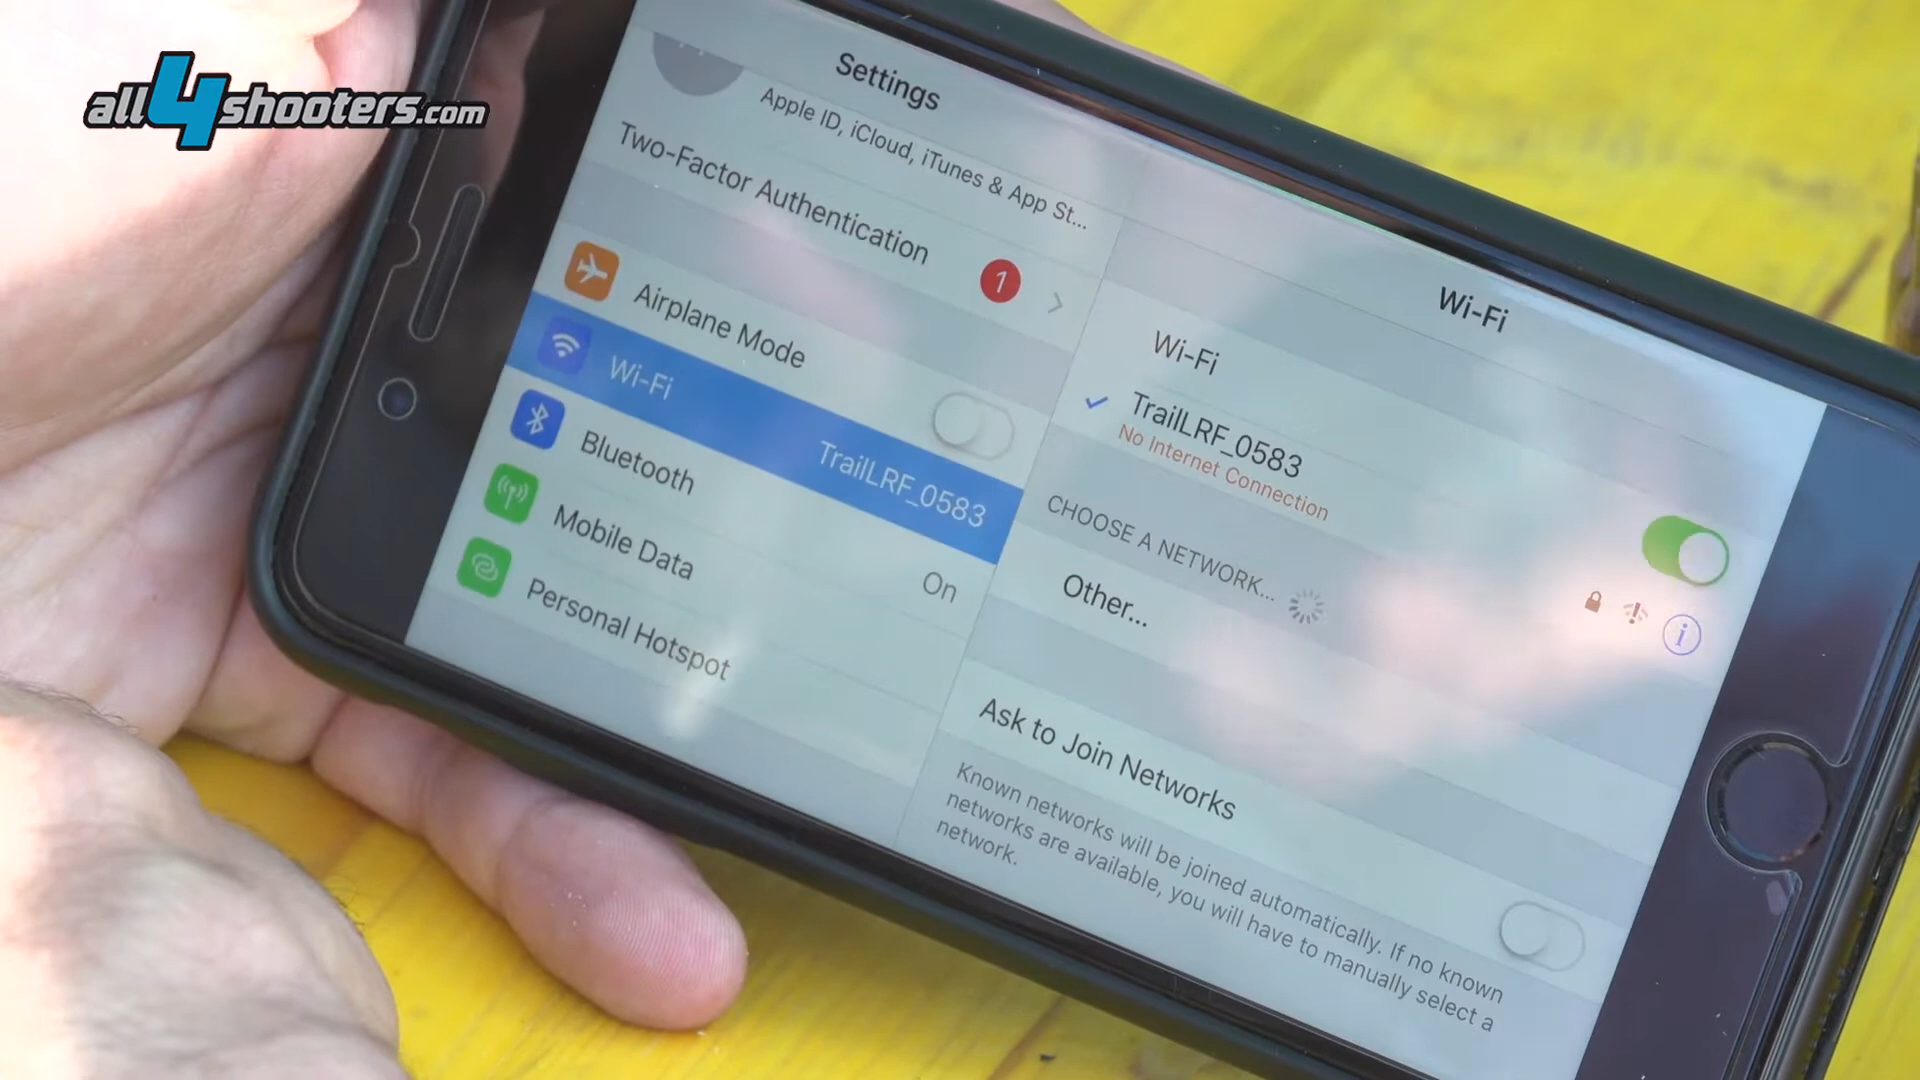 all4shooters.com
Settings
Apple ID, iCloud, iTunes & App St...
Two-Factor Authentication
1
Airplane Mode
Wi-Fi
TrailLRF_0583
Bluetooth
On
Mobile Data
Personal Hotspot
Wi-Fi
Wi-Fi
TrailLRF_0583
No Internet Connection
CHOOSE A NETWORK...
Other...
Ask to Join Networks
Known networks will be joined automatically. If no known
networks are available, you will have to manually select a
network.